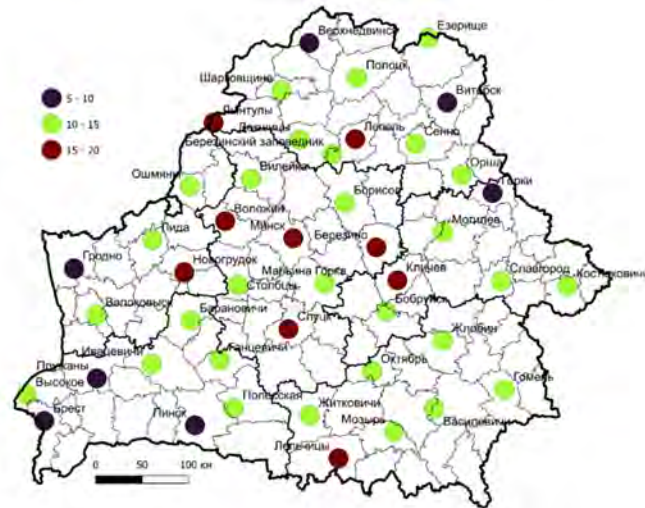 Верхнедвинск
Езерище
Полоцк
Шарковщина
5 - 10
10 - 15
15 - 20
Витебск
Лынтупы
Докшицы
Лепель
Сенно
Березинский заповедник
Орша
Ошмяны
Вилейка
Горки
Борисов
Воложин
Могилев
Минск
Березино
Лида
Гродно
Новогрудок
Марьина Горка
Кличев
Славгород
Костюковичи
Столбцы
Волковыск
Барановичи
Бобруйск
Слуцк
Жлобин
Ивацевичи
Ганцевичи
Пружаны
Октябрь
Высокое
Гомель
Полесская
Брест
Пинск
Житковичи
Мозырь
Василевичи
Лельчицы
0 50 100 км